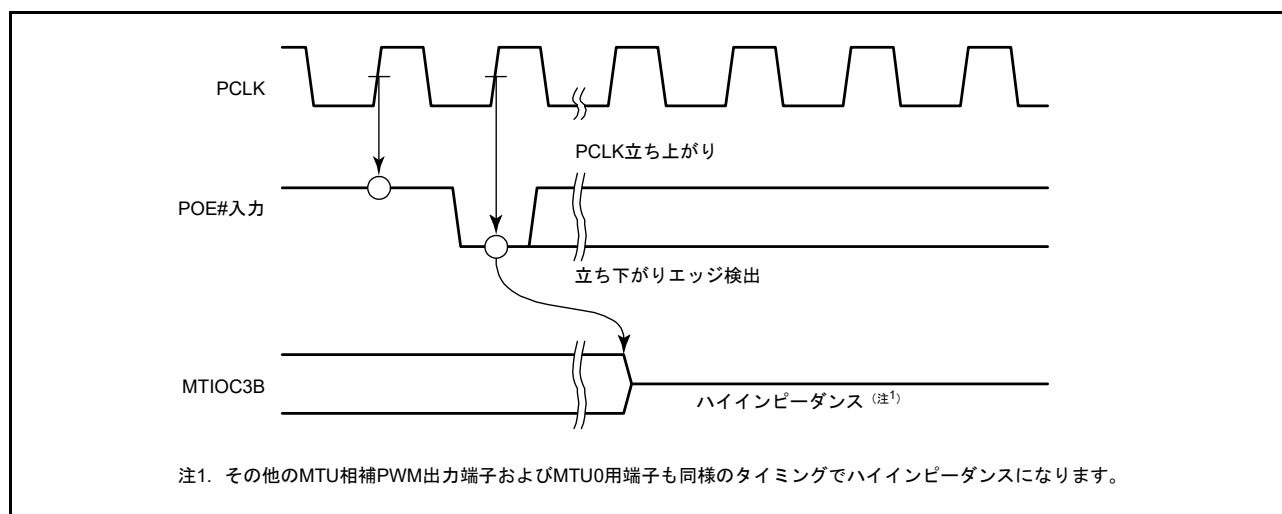 PCLK
PCLK立ち上がり
POE#入力
立ち下がりエッジ検出
MTIOC3B
ハイインピーダンス（注1）
注1. その他のMTU相補PWM出力端子およびMTU0用端子も同様のタイミングでハイインピーダンスになります。